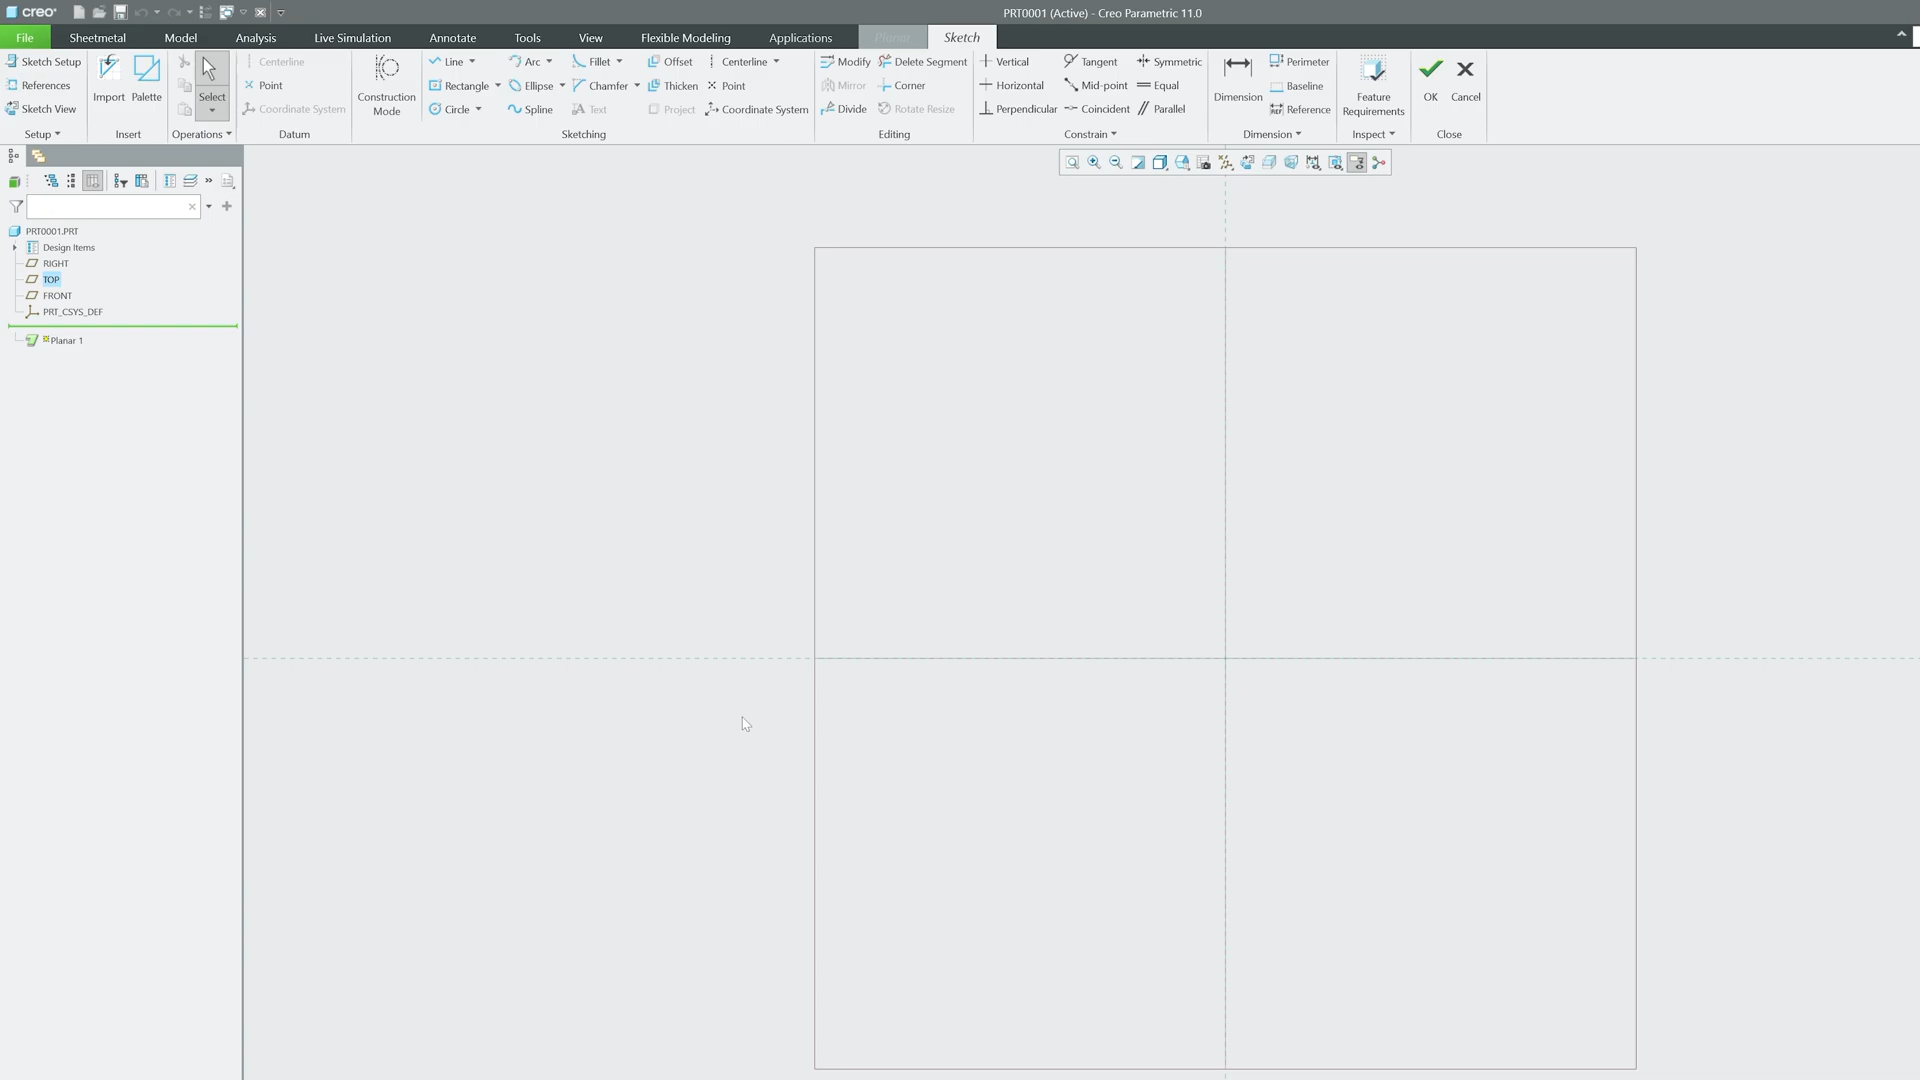 creo®
PRT0001 (Active) - Creo Parametric 11.0
File Sheetmetal Model Analysis Live Simulation Annotate Tools View Flexible Modeling Applications Planar Sketch
Sketch Setup Centerline Line Arc Fillet Offset Centerline Modify Delete Segment Vertical Tangent Symmetric Perimeter
References Point Rectangle Ellipse Chamfer Thicken Point Mirror Corner Horizontal Mid-point Equal Baseline
Import Palette Select Construction Mode Dimension Feature Requirements OK Cancel
Sketch View Coordinate System Circle Spline Text Project Coordinate System Divide Rotate Resize Perpendicular Coincident Parallel Reference
Setup Insert Operations Datum Sketching Editing Constrain Dimension Inspect Close
PRT0001.PRT
Design Items
RIGHT
TOP
FRONT
PRT_CSYS_DEF
Planar 1